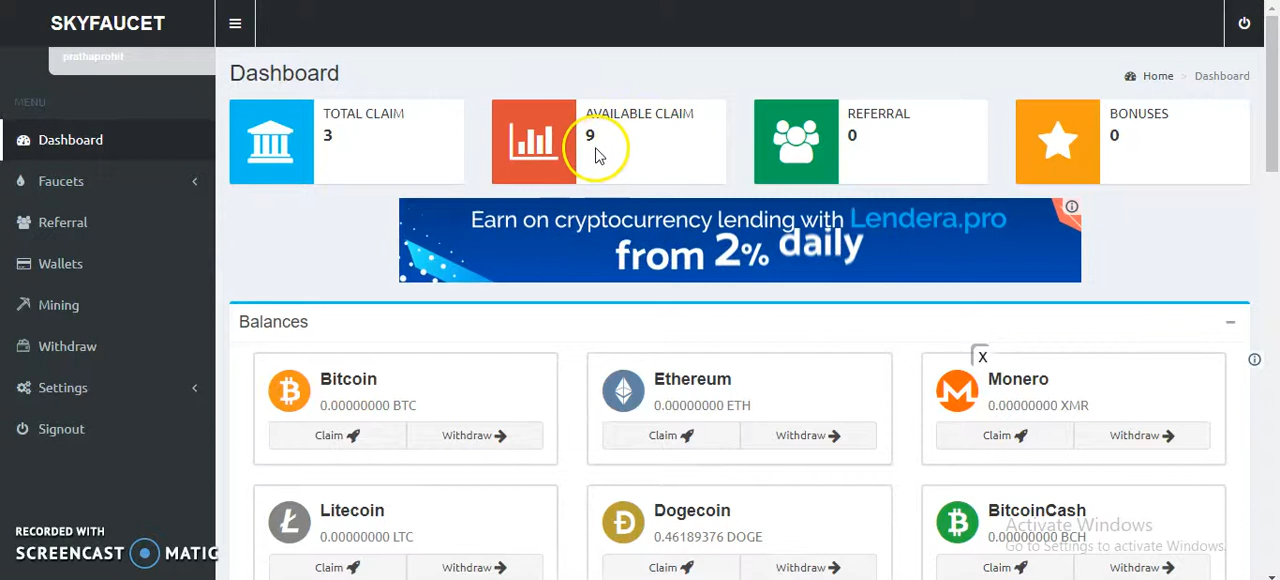 SKYFAUCET
prathaprohit
MENU
Dashboard
Faucets
Referral
Wallets
Mining
Withdraw
Settings
Signout
RECORDED WITH
SCREENCAST MATIC
Dashboard
Home > Dashboard
TOTAL CLAIM
3
AVAILABLE CLAIM
9
REFERRAL
0
BONUSES
0
Earn on cryptocurrency lending with Lendera.pro
from 2% daily
Balances
X
Bitcoin
0.00000000 BTC
Claim Withdraw
Ethereum
0.00000000 ETH
Claim Withdraw
Monero
0.00000000 XMR
Claim Withdraw
Litecoin
0.00000000 LTC
Claim Withdraw
Dogecoin
0.46189376 DOGE
Claim Withdraw
BitcoinCash
0.00000000 BCH
Claim Withdraw
Activate Windows
Go to Settings to activate Windows.